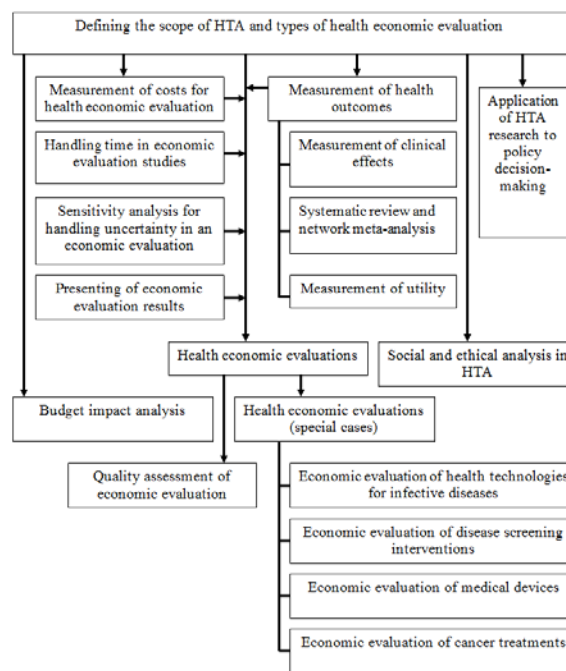 Defining the scope of HTA and types of health economic evaluation
Measurement of costs for
health economic evaluation
Measurement of health
outcomes
Application
of HTA
research to
policy
decision-
making
Handling time in economic
evaluation studies
Measurement of clinical
effects
Sensitivity analysis for
handling uncertainty in an
economic evaluation
Systematic review and
network meta-analysis
Presenting of economic
evaluation results
Measurement of utility
Health economic evaluations
Social and ethical analysis in
HTA
Budget impact analysis
Health economic evaluations
(special cases)
Quality assessment of
economic evaluation
Economic evaluation of health technologies
for infective diseases
Economic evaluation of disease screening
interventions
Economic evaluation of medical devices
Economic evaluation of cancer treatments